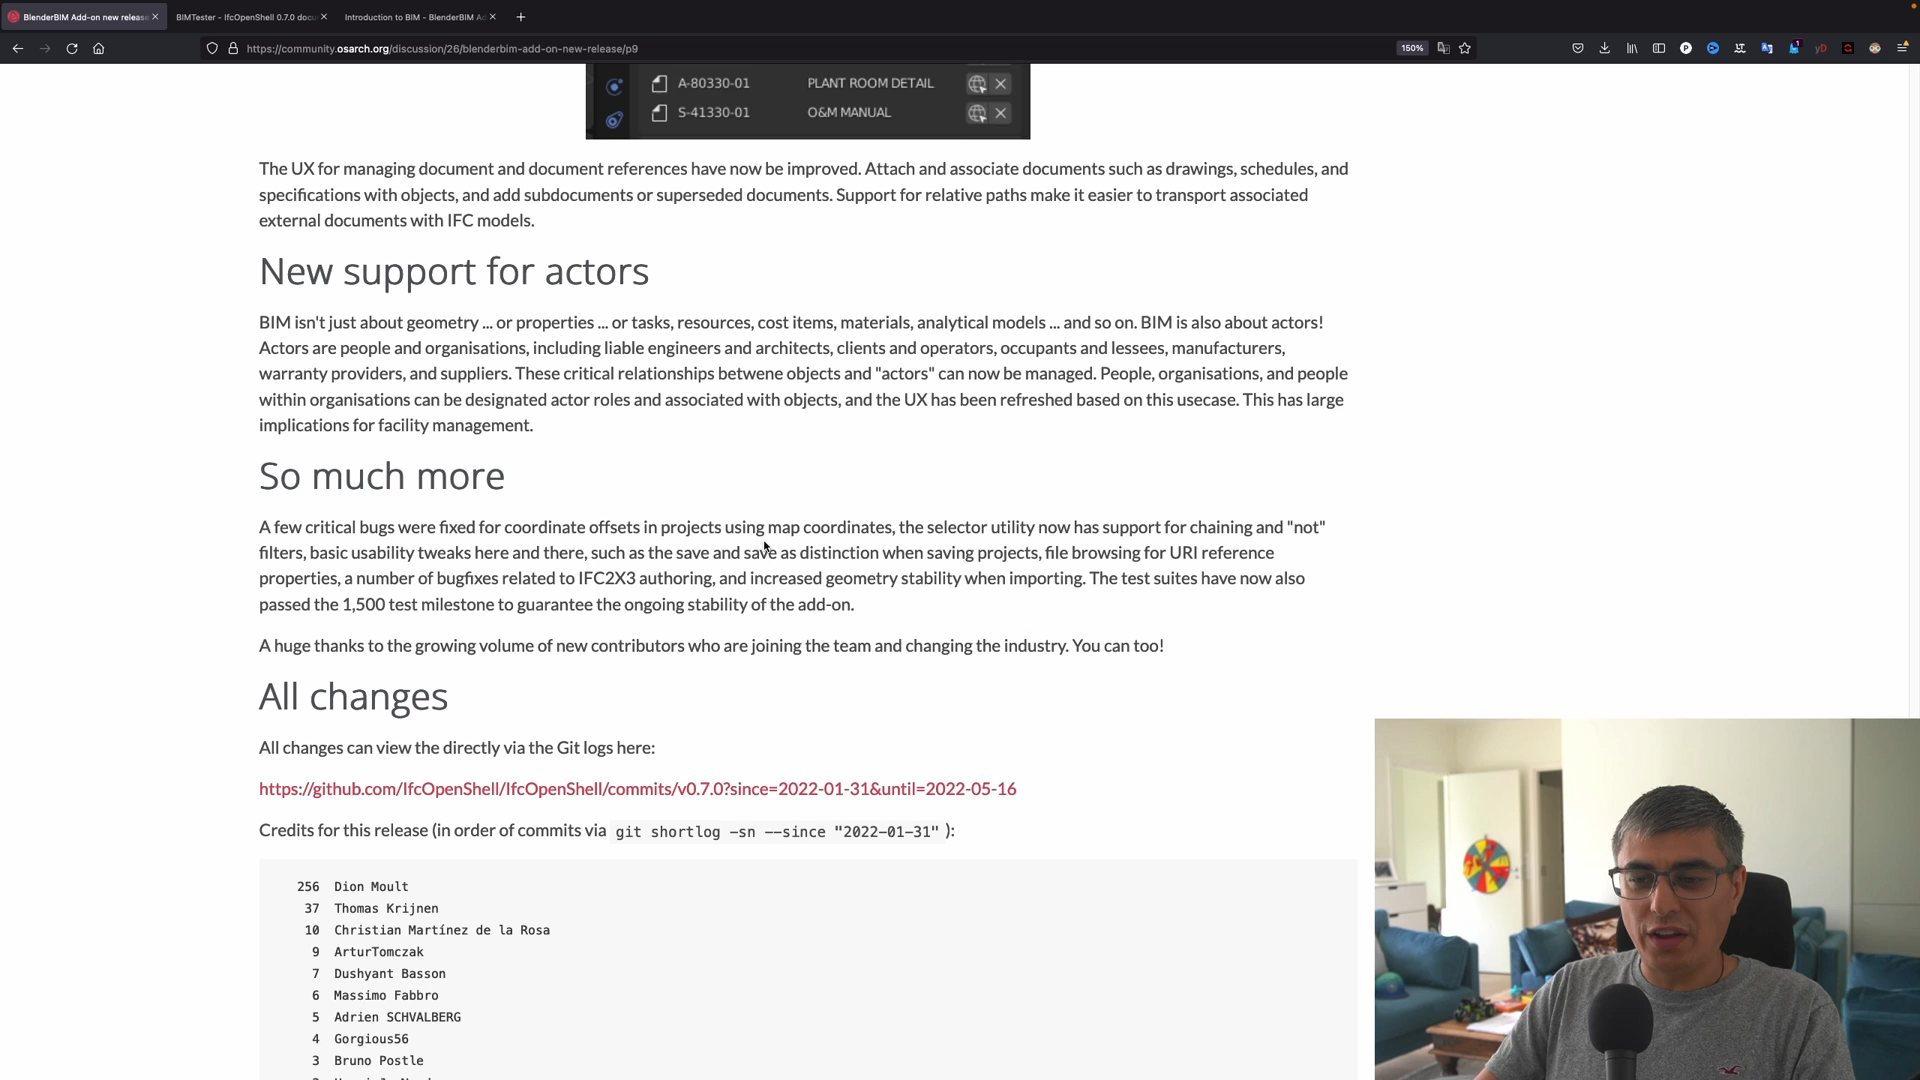 BlenderBIM Add-on new release
BIMTester - IfcOpenShell 0.7.0 docu
Introduction to BIM - BlenderBIM Ad
https://community.osarch.org/discussion/26/blenderbim-add-on-new-release/p9
150%
A-80330-01 PLANT ROOM DETAIL
S-41330-01 O&M MANUAL
The UX for managing document and document references have now be improved. Attach and associate documents such as drawings, schedules, and
specifications with objects, and add subdocuments or superseded documents. Support for relative paths make it easier to transport associated
external documents with IFC models.
New support for actors
BIM isn't just about geometry ... or properties ... or tasks, resources, cost items, materials, analytical models ... and so on. BIM is also about actors!
Actors are people and organisations, including liable engineers and architects, clients and operators, occupants and lessees, manufacturers,
warranty providers, and suppliers. These critical relationships betwene objects and "actors" can now be managed. People, organisations, and people
within organisations can be designated actor roles and associated with objects, and the UX has been refreshed based on this usecase. This has large
implications for facility management.
So much more
A few critical bugs were fixed for coordinate offsets in projects using map coordinates, the selector utility now has support for chaining and "not"
filters, basic usability tweaks here and there, such as the save and save as distinction when saving projects, file browsing for URI reference
properties, a number of bugfixes related to IFC2X3 authoring, and increased geometry stability when importing. The test suites have now also
passed the 1,500 test milestone to guarantee the ongoing stability of the add-on.
A huge thanks to the growing volume of new contributors who are joining the team and changing the industry. You can too!
All changes
All changes can view the directly via the Git logs here:
https://github.com/IfcOpenShell/IfcOpenShell/commits/v0.7.0?since=2022-01-31&until=2022-05-16
Credits for this release (in order of commits via git shortlog -sn --since "2022-01-31" ):
256 Dion Moult
37 Thomas Krijnen
10 Christian Martínez de la Rosa
9 ArturTomczak
7 Dushyant Basson
6 Massimo Fabbro
5 Adrien SCHVALBERG
4 Gorgious56
3 Bruno Postle